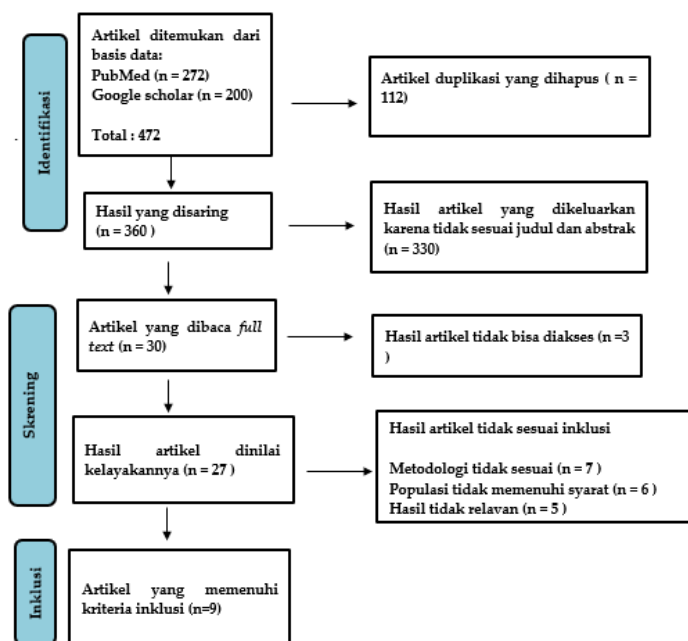 Identifikasi
Artikel ditemukan dari
basis data:
PubMed (n = 272)
Google scholar (n = 200)
Total : 472
Artikel duplikasi yang dihapus ( n =
112)
Hasil yang disaring
(n = 360 )
Hasil artikel yang dikeluarkan
karena tidak sesuai judul dan abstrak
(n = 330)
Skrening
Artikel yang dibaca full
text (n = 30)
Hasil artikel tidak bisa diakses (n =3
)
Hasil artikel dinilai
kelayakannya (n = 27 )
Hasil artikel tidak sesuai inklusi
Metodologi tidak sesuai (n = 7 )
Populasi tidak memenuhi syarat (n = 6 )
Hasil tidak relavan (n = 5 )
Inklusi
Artikel yang memenuhi
kriteria inklusi (n=9)